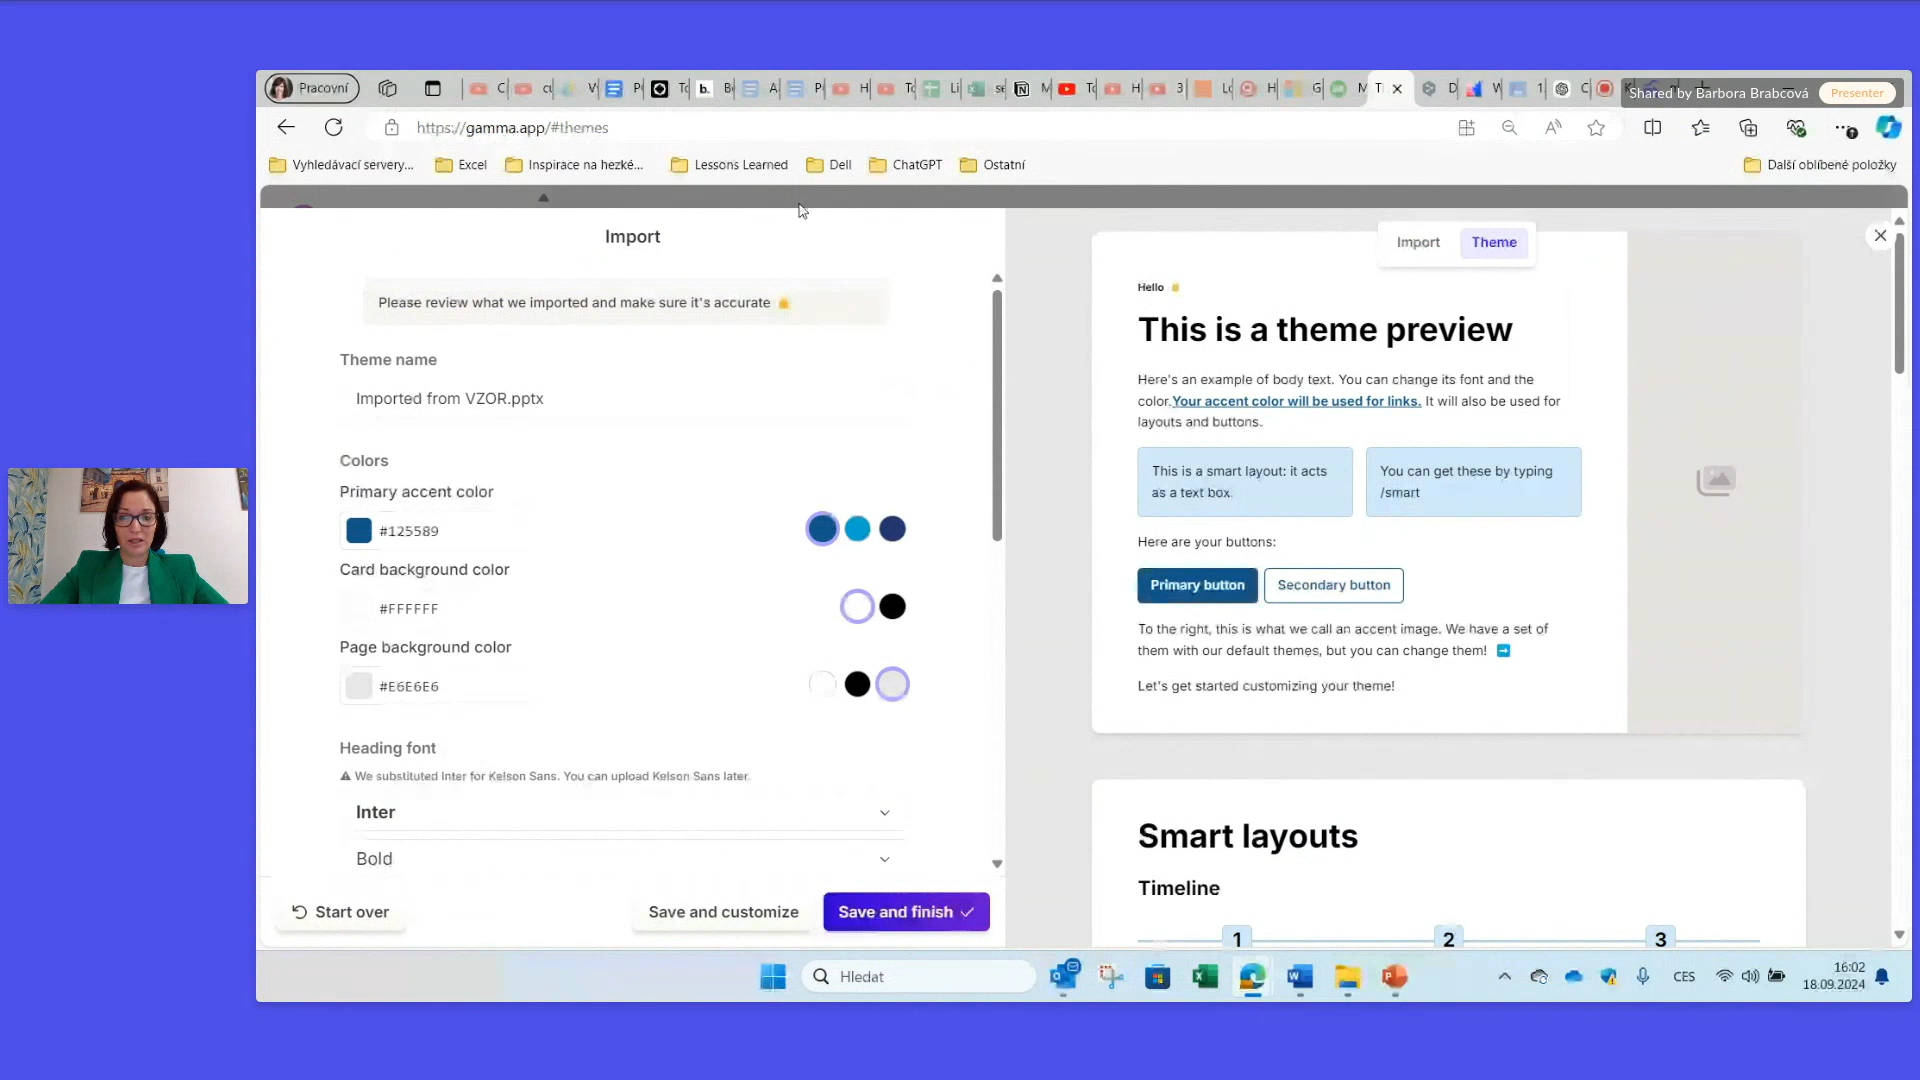 Pracovní
Shared by Barbora Brabcová
Presenter
https://gamma.app/#themes
Vyhledávací servery...
Excel
Inspirace na hezké...
Lessons Learned
Dell
ChatGPT
Ostatní
Další oblíbené položky
Import
Please review what we imported and make sure it's accurate
Theme name
Imported from VZOR.pptx
Colors
Primary accent color
#125589
Card background color
#FFFFFF
Page background color
#E6E6E6
Heading font
We substituted Inter for Kelson Sans. You can upload Kelson Sans later.
Inter
Bold
Start over
Save and customize
Save and finish
Import
Theme
Hello
This is a theme preview
Here's an example of body text. You can change its font and the
color. Your accent color will be used for links. It will also be used for
layouts and buttons.
This is a smart layout: it acts
as a text box.
You can get these by typing
/smart
Here are your buttons:
Primary button
Secondary button
To the right, this is what we call an accent image. We have a set of
them with our default themes, but you can change them!
Let's get started customizing your theme!
Smart layouts
Timeline
1
2
3
Hledat
CES
16:02
18.09.2024